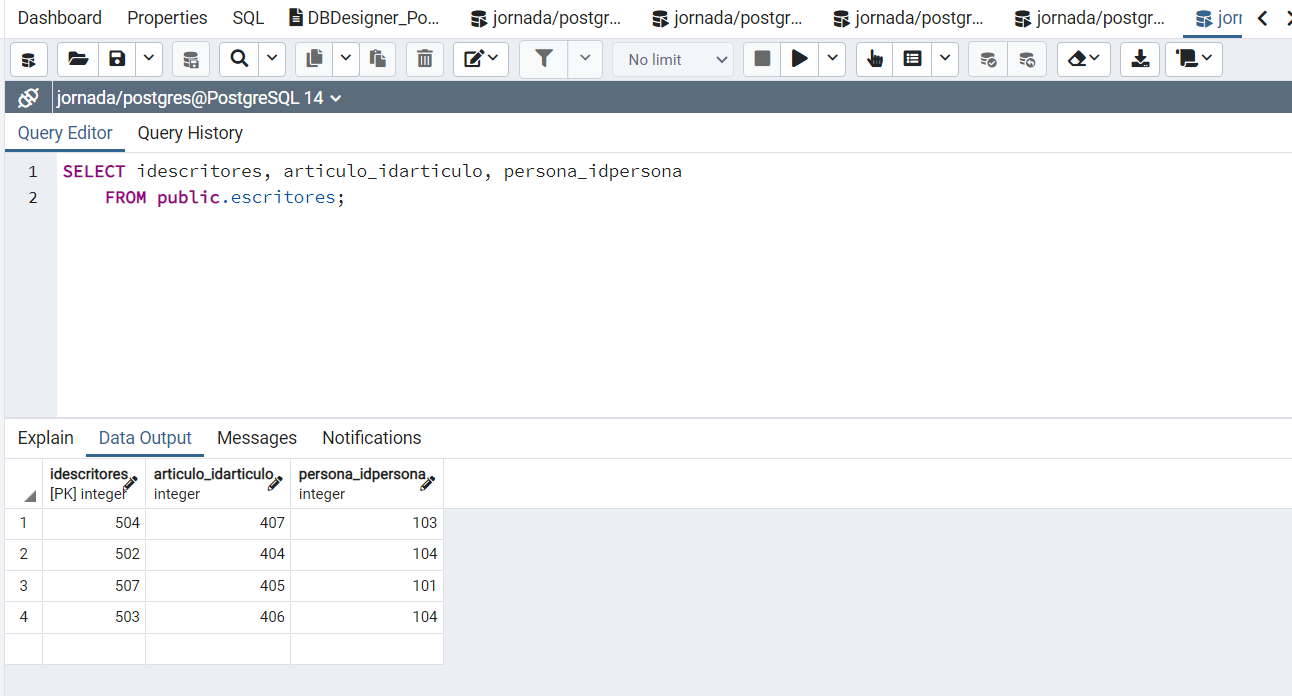 Dashboard Properties SQL DBDesigner_Po... jornada/postgr... jornada/postgr... jornada/postgr... jornada/postgr... jorr
No limit
jornada/postgres@PostgreSQL 14
Query Editor Query History
1 SELECT idescritores, articulo_idarticulo, persona_idpersona
2 FROM public.escritores;
Explain Data Output Messages Notifications
idescritores articulo_idarticulo persona_idpersona
[PK] integer integer integer
1 504 407 103
2 502 404 104
3 507 405 101
4 503 406 104